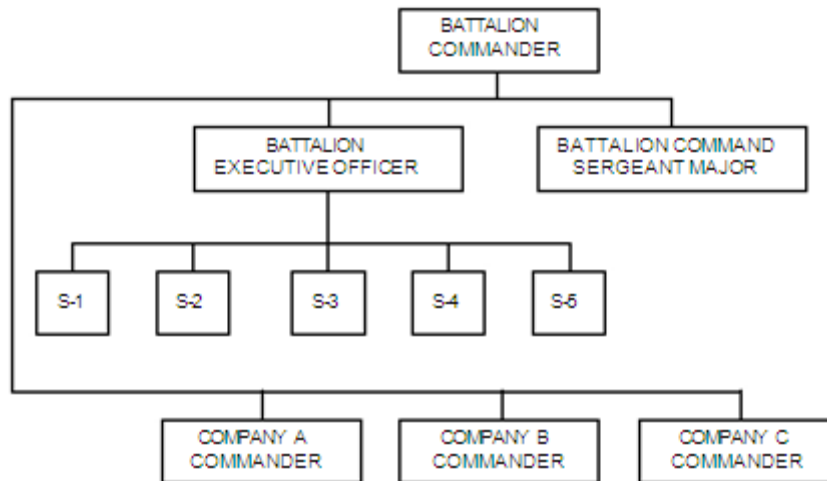 BATTALION
COMMANDER
BATTALION
EXECUTIVE OFFICER
BATTALION COMMAND
SERGEANT MAJOR
S-1
S-2
S-3
S-4
S-5
COMPANY A
COMMANDER
COMPANY B
COMMANDER
COMPANY C
COMMANDER